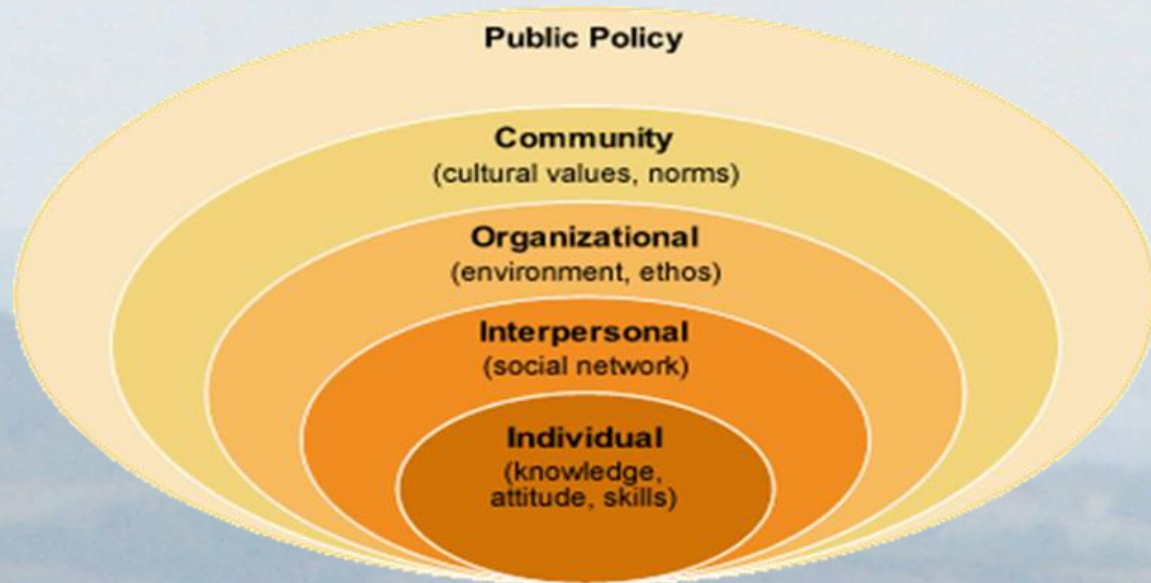 Public Policy
Community
(cultural values, norms)
Organizational
(environment, ethos)
Interpersonal
(social network)
Individual
(knowledge,
attitude, skills)